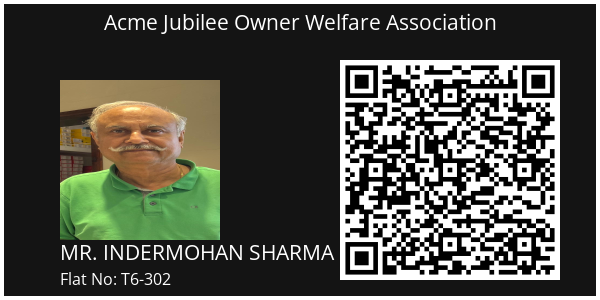 Acme Jubilee Owner Welfare Association
MR. INDERMOHAN SHARMA
Flat No: T6-302